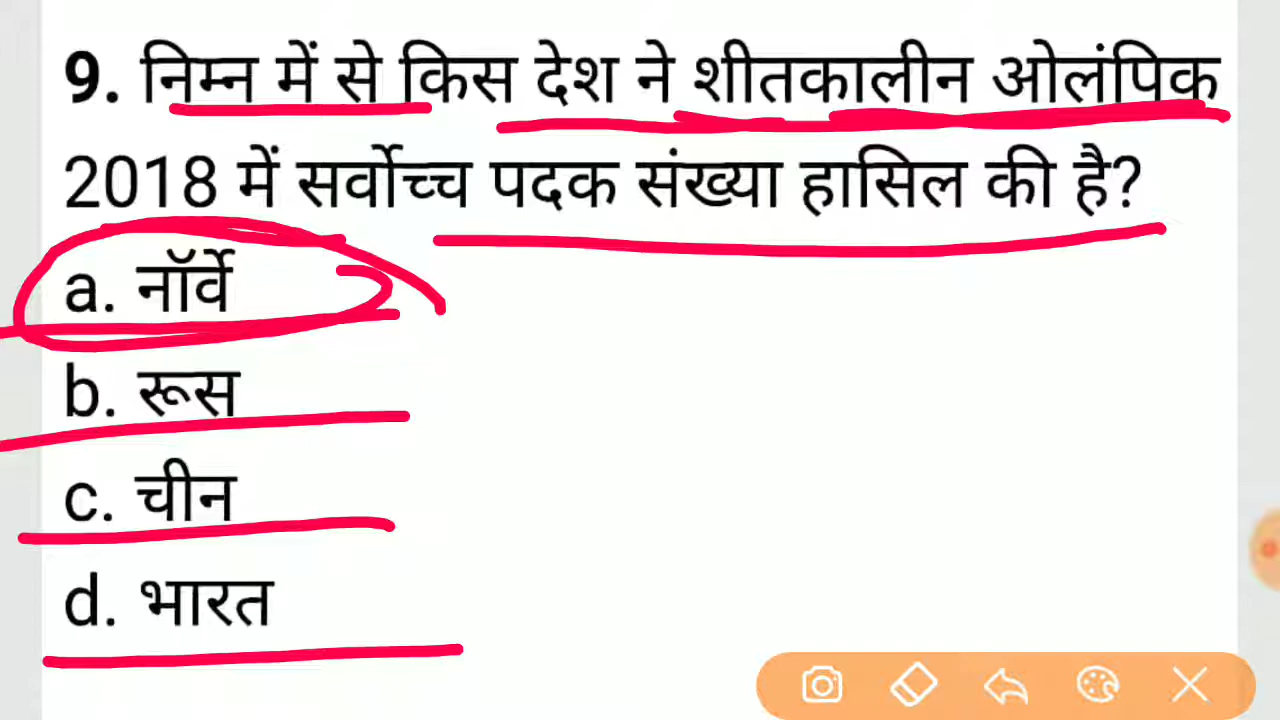 9. निम्न में से किस देश ने शीतकालीन ओलंपिक
2018 में सर्वोच्च पदक संख्या हासिल की है?
a. नॉर्वे
b. रूस
c. चीन
d. भारत